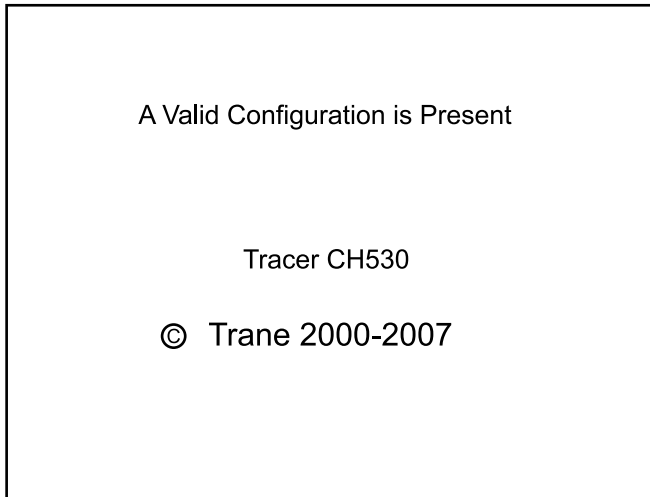 A Valid Configuration is Present
Tracer CH530
© Trane 2000-2007